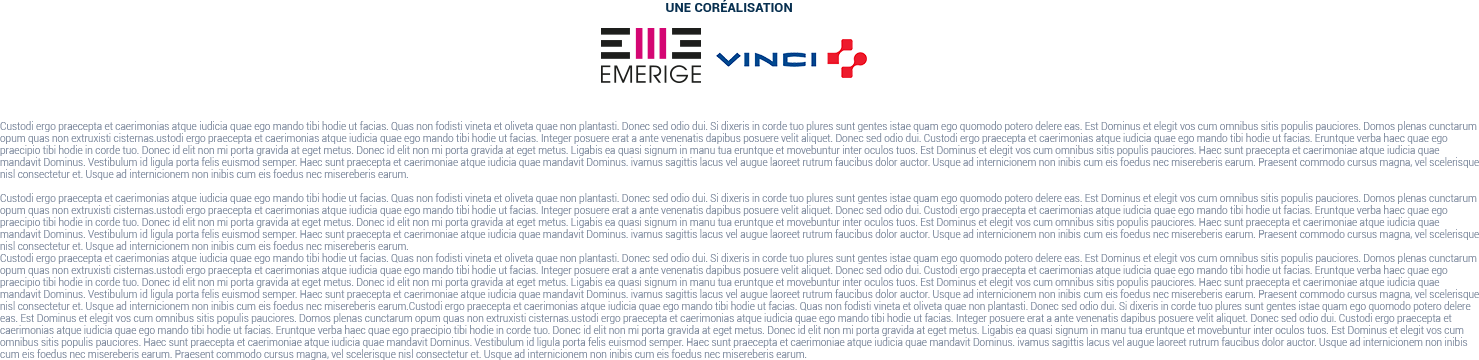 UNE CORÉALISATION
EMERIGE
VINCI
Custodi ergo praecepta et caerimonias atque iudicia quae ego mando tibi hodie ut facias. Quas non fodisti vineta et oliveta quae non plantasti. Donec sed odio dui. Si dixeris in corde tuo plures sunt gentes istae quam ego quomodo potero delere eas. Est Dominus et elegit vos cum omnibus sitis populis pauciores. Domos plenas cunctarum
opum quas non extruxisti cisternas.ustodi ergo praecepta et caerimonias atque iudicia quae ego mando tibi hodie ut facias. Integer posuere erat a ante venenatis dapibus posuere velit aliquet. Donec sed odio dui. Custodi ergo praecepta et caerimonias atque iudicia quae ego mando tibi hodie ut facias. Eruntque verba haec quae ego
praecipio tibi hodie in corde tuo. Donec id elit non mi porta gravida at eget metus. Donec id elit non mi porta gravida at eget metus. Ligabis ea quasi signum in manu tua eruntque et movebuntur inter oculos tuos. Est Dominus et elegit vos cum omnibus sitis populis pauciores. Haec sunt praecepta et caerimoniae atque iudicia quae
mandavit Dominus. Vestibulum id ligula porta felis euismod semper. Haec sunt praecepta et caerimoniae atque iudicia quae mandavit Dominus. ivamus sagittis lacus vel augue laoreet rutrum faucibus dolor auctor. Usque ad internicionem non inibis cum eis foedus nec misereberis earum. Praesent commodo cursus magna, vel scelerisque
nisl consectetur et. Usque ad internicionem non inibis cum eis foedus nec misereberis earum.
Custodi ergo praecepta et caerimonias atque iudicia quae ego mando tibi hodie ut facias. Quas non fodisti vineta et oliveta quae non plantasti. Donec sed odio dui. Si dixeris in corde tuo plures sunt gentes istae quam ego quomodo potero delere eas. Est Dominus et elegit vos cum omnibus sitis populis pauciores. Domos plenas cunctarum
opum quas non extruxisti cisternas.ustodi ergo praecepta et caerimonias atque iudicia quae ego mando tibi hodie ut facias. Integer posuere erat a ante venenatis dapibus posuere velit aliquet. Donec sed odio dui. Custodi ergo praecepta et caerimonias atque iudicia quae ego mando tibi hodie ut facias. Eruntque verba haec quae ego
praecipio tibi hodie in corde tuo. Donec id elit non mi porta gravida at eget metus. Donec id elit non mi porta gravida at eget metus. Ligabis ea quasi signum in manu tua eruntque et movebuntur inter oculos tuos. Est Dominus et elegit vos cum omnibus sitis populis pauciores. Haec sunt praecepta et caerimoniae atque iudicia quae
mandavit Dominus. Vestibulum id ligula porta felis euismod semper. Haec sunt praecepta et caerimoniae atque iudicia quae mandavit Dominus. ivamus sagittis lacus vel augue laoreet rutrum faucibus dolor auctor. Usque ad internicionem non inibis cum eis foedus nec misereberis earum. Praesent commodo cursus magna, vel scelerisque
nisl consectetur et. Usque ad internicionem non inibis cum eis foedus nec misereberis earum.
Custodi ergo praecepta et caerimonias atque iudicia quae ego mando tibi hodie ut facias. Quas non fodisti vineta et oliveta quae non plantasti. Donec sed odio dui. Si dixeris in corde tuo plures sunt gentes istae quam ego quomodo potero delere eas. Est Dominus et elegit vos cum omnibus sitis populis pauciores. Domos plenas cunctarum
opum quas non extruxisti cisternas.ustodi ergo praecepta et caerimonias atque iudicia quae ego mando tibi hodie ut facias. Integer posuere erat a ante venenatis dapibus posuere velit aliquet. Donec sed odio dui. Custodi ergo praecepta et caerimonias atque iudicia quae ego mando tibi hodie ut facias. Eruntque verba haec quae ego
praecipio tibi hodie in corde tuo. Donec id elit non mi porta gravida at eget metus. Donec id elit non mi porta gravida at eget metus. Ligabis ea quasi signum in manu tua eruntque et movebuntur inter oculos tuos. Est Dominus et elegit vos cum omnibus sitis populis pauciores. Haec sunt praecepta et caerimoniae atque iudicia quae
mandavit Dominus. Vestibulum id ligula porta felis euismod semper. Haec sunt praecepta et caerimoniae atque iudicia quae mandavit Dominus. ivamus sagittis lacus vel augue laoreet rutrum faucibus dolor auctor. Usque ad internicionem non inibis cum eis foedus nec misereberis earum. Praesent commodo cursus magna, vel scelerisque
nisl consectetur et. Usque ad internicionem non inibis cum eis foedus nec misereberis earum.Custodi ergo praecepta et caerimonias atque iudicia quae ego mando tibi hodie ut facias. Quas non fodisti vineta et oliveta quae non plantasti. Donec sed odio dui. Si dixeris in corde tuo plures sunt gentes istae quam ego quomodo potero delere
eas. Est Dominus et elegit vos cum omnibus sitis populis pauciores. Domos plenas cunctarum opum quas non extruxisti cisternas.ustodi ergo praecepta et caerimonias atque iudicia quae ego mando tibi hodie ut facias. Integer posuere erat a ante venenatis dapibus posuere velit aliquet. Donec sed odio dui. Custodi ergo praecepta et
caerimonias atque iudicia quae ego mando tibi hodie ut facias. Eruntque verba haec quae ego praecipio tibi hodie in corde tuo. Donec id elit non mi porta gravida at eget metus. Donec id elit non mi porta gravida at eget metus. Ligabis ea quasi signum in manu tua eruntque et movebuntur inter oculos tuos. Est Dominus et elegit vos cum
omnibus sitis populis pauciores. Haec sunt praecepta et caerimoniae atque iudicia quae mandavit Dominus. Vestibulum id ligula porta felis euismod semper. Haec sunt praecepta et caerimoniae atque iudicia quae mandavit Dominus. ivamus sagittis lacus vel augue laoreet rutrum faucibus dolor auctor. Usque ad internicionem non inibis
cum eis foedus nec misereberis earum. Praesent commodo cursus magna, vel scelerisque nisl consectetur et. Usque ad internicionem non inibis cum eis foedus nec misereberis earum.